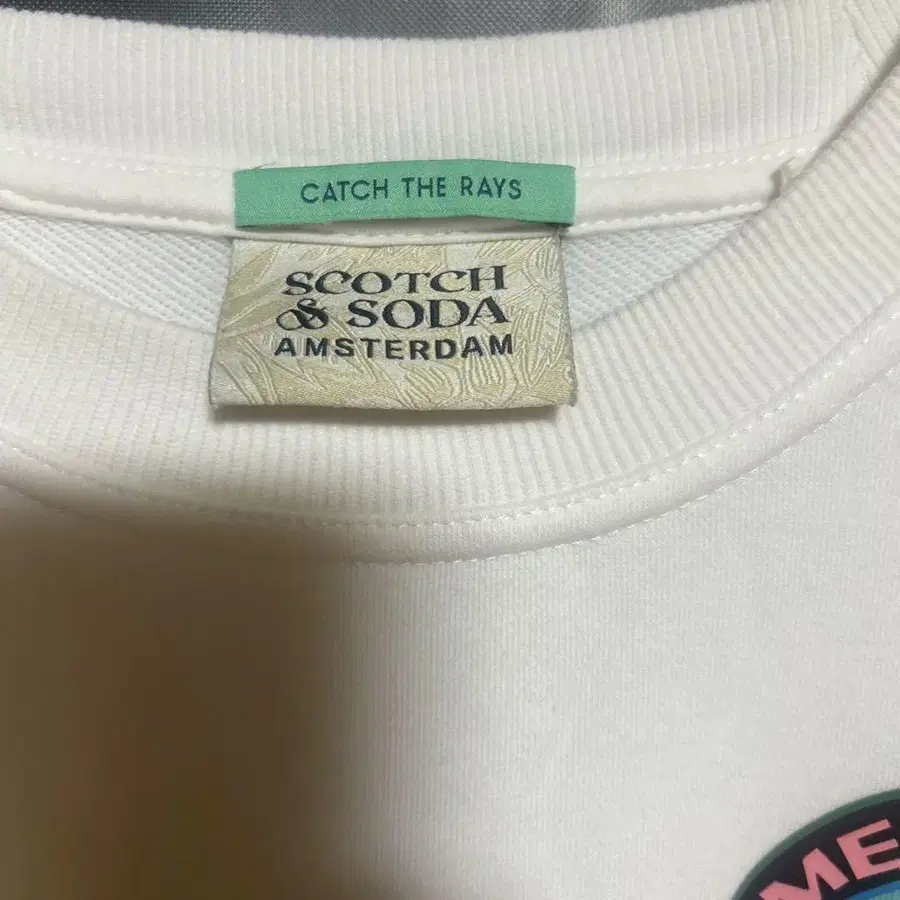 CATCH THE RAYS
SCOTCH
& SODA
AMSTERDAM
ME